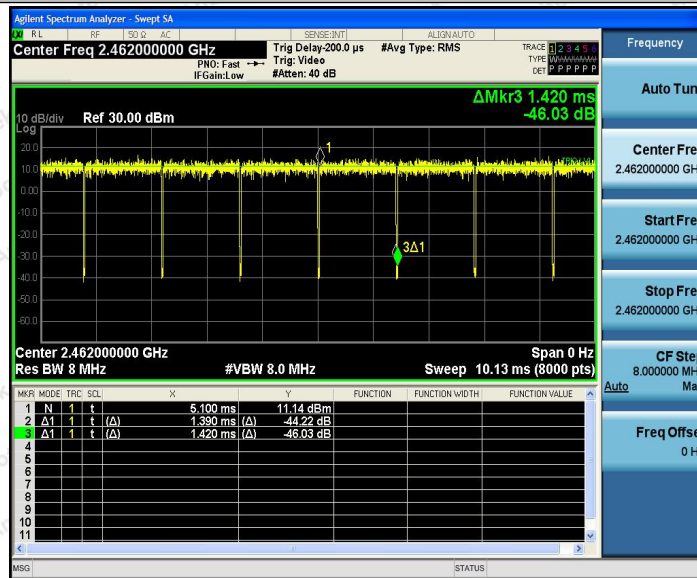 Agilent Spectrum Analyzer - Swept SA
LXI RL RF 50 Ω AC SENSE:INT ALIGNAUTO
Center Freq 2.462000000 GHz
PNO: Fast
IFGain:Low
Trig Delay-200.0 µs
Trig: Video
#Atten: 40 dB
#Avg Type: RMS
TRACE 1 2 3 4 5 6
TYPE WWWWWW
DET P P P P P P
ΔMkr3 1.420 ms
-46.03 dB
10 dB/div Ref 30.00 dBm
Log
20.0
10.0
0.00
-10.0
-20.0
-30.0
-40.0
-50.0
-60.0
1
3Δ1
Center 2.462000000 GHz Span 0 Hz
Res BW 8 MHz #VBW 8.0 MHz Sweep 10.13 ms (8000 pts)
MKR MODE TRC SCL X Y FUNCTION FUNCTION WIDTH FUNCTION VALUE
1 N 1 t 5.100 ms 11.14 dBm
2 Δ1 1 t (Δ) 1.390 ms (Δ) -44.22 dB
3 Δ1 1 t (Δ) 1.420 ms (Δ) -46.03 dB
4
5
6
7
8
9
10
11
MSG STATUS
Frequency
Auto Tun
Center Fre
2.462000000 GH
Start Fre
2.462000000 GH
Stop Fre
2.462000000 GH
CF Ste
8.000000 MH
Auto Ma
Freq Offse
0 H